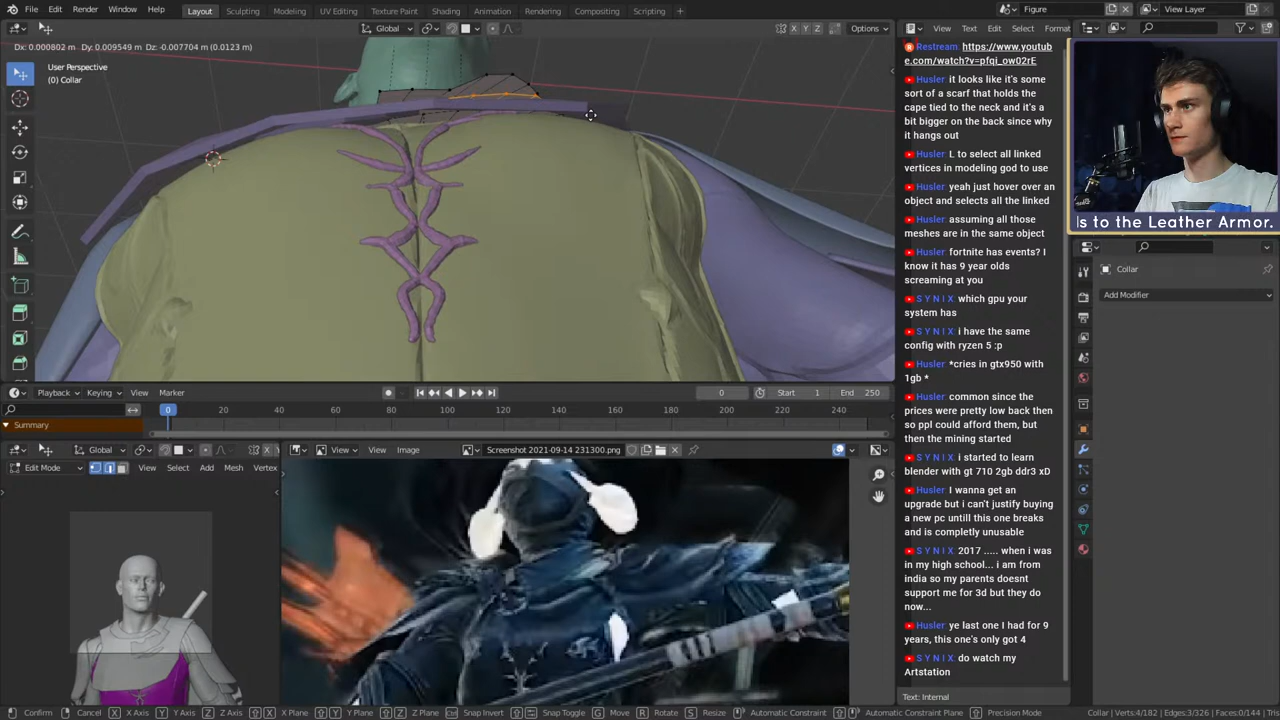 File Edit Render Window Help
Layout Sculpting Modeling UV Editing Texture Paint Shading Animation Rendering Compositing Scripting +
Figure
View Layer
Global
X Y Z
Options
View Text Edit Select Format
Dx: 0.000802 m Dy: 0.009549 m Dz: -0.007704 m (0.0123 m)
User Perspective
(0) Collar
Restream: https://www.youtub
e.com/watch?v=pfqi_ow02rE
Husler: it looks like it's some
sort of a scarf that holds the
cape tied to the neck and it's a
bit bigger on the back since why
it hangs out
Husler: L to select all linked
vertices in modeling god to use
Husler: yeah just hover over an
object and selects all the linked
Husler: assuming all those
meshes are in the same object
Husler: fortnite has events? I
know it has 9 year olds
screaming at you
S Y N I X: which gpu your
system has
S Y N I X: i have the same
config with ryzen 5 :p
Husler: *cries in gtx950 with
1gb *
Husler: common since the
prices were pretty low back then
so ppl could afford them, but
then the mining started
S Y N I X: i started to learn
blender with gt 710 2gb ddr3 xD
Husler: I wanna get an
upgrade but i can't justify buying
a new pc untill this one breaks
and is completly unusable
S Y N I X: 2017 ..... when i was
in my high school... i am from
india so my parents doesnt
support me for 3d but they do
now...
Husler: ye last one I had for 9
years, this one's only got 4
S Y N I X: do watch my
Artstation
Text: Internal
ls to the Leather Armor.
Collar
Add Modifier
Playback Keying View Marker
0
Start 1
End 250
0 20 40 60 80 100 120 140 160 180 200 220 240
Summary
Global
X
Edit Mode View Select Add Mesh Vertex
View View Image
Screenshot 2021-09-14 231300.png
Confirm Cancel X X Axis Y Y Axis Z Z Axis X X Plane Y Y Plane Z Z Plane Ctrl Snap Invert Snap Toggle G Move R Rotate S Resize Automatic Constraint Automatic Constraint Plane Precision Mode
Collar | Verts:4/182 | Edges:3/326 | Faces:0/144 | Tri